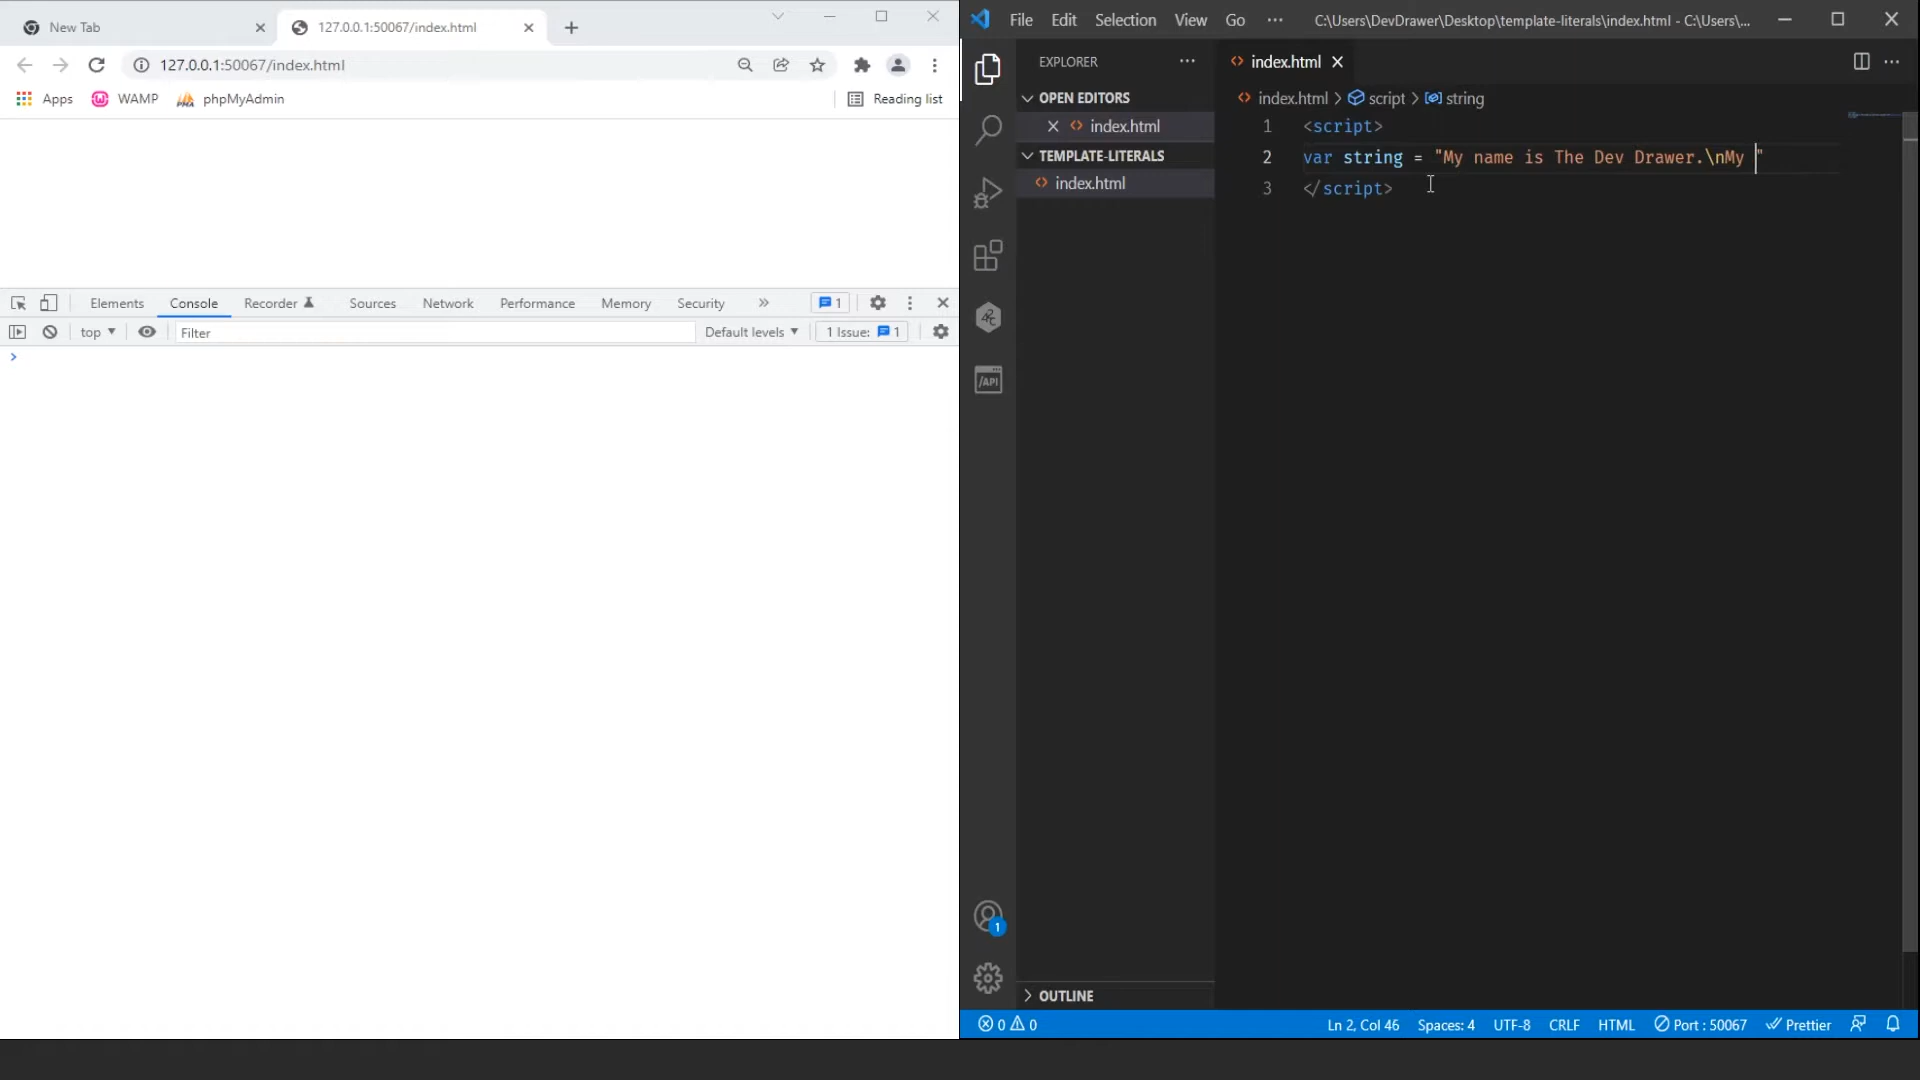 New Tab
127.0.0.1:50067/index.html
127.0.0.1:50067/index.html
Apps
WAMP
phpMyAdmin
Reading list
Elements
Console
Recorder
Sources
Network
Performance
Memory
Security
1
top
Filter
Default levels
1 Issue: 1
File
Edit
Selection
View
Go
C:\Users\DevDrawer\Desktop\template-literals\index.html - C:\Users\...
EXPLORER
OPEN EDITORS
index.html
TEMPLATE-LITERALS
index.html
index.html
index.html > script > string
1 <script>
2 var string = "My name is The Dev Drawer.\nMy "
3 </script>
/API
1
OUTLINE
0 0
Ln 2, Col 46
Spaces: 4
UTF-8
CRLF
HTML
Port : 50067
Prettier